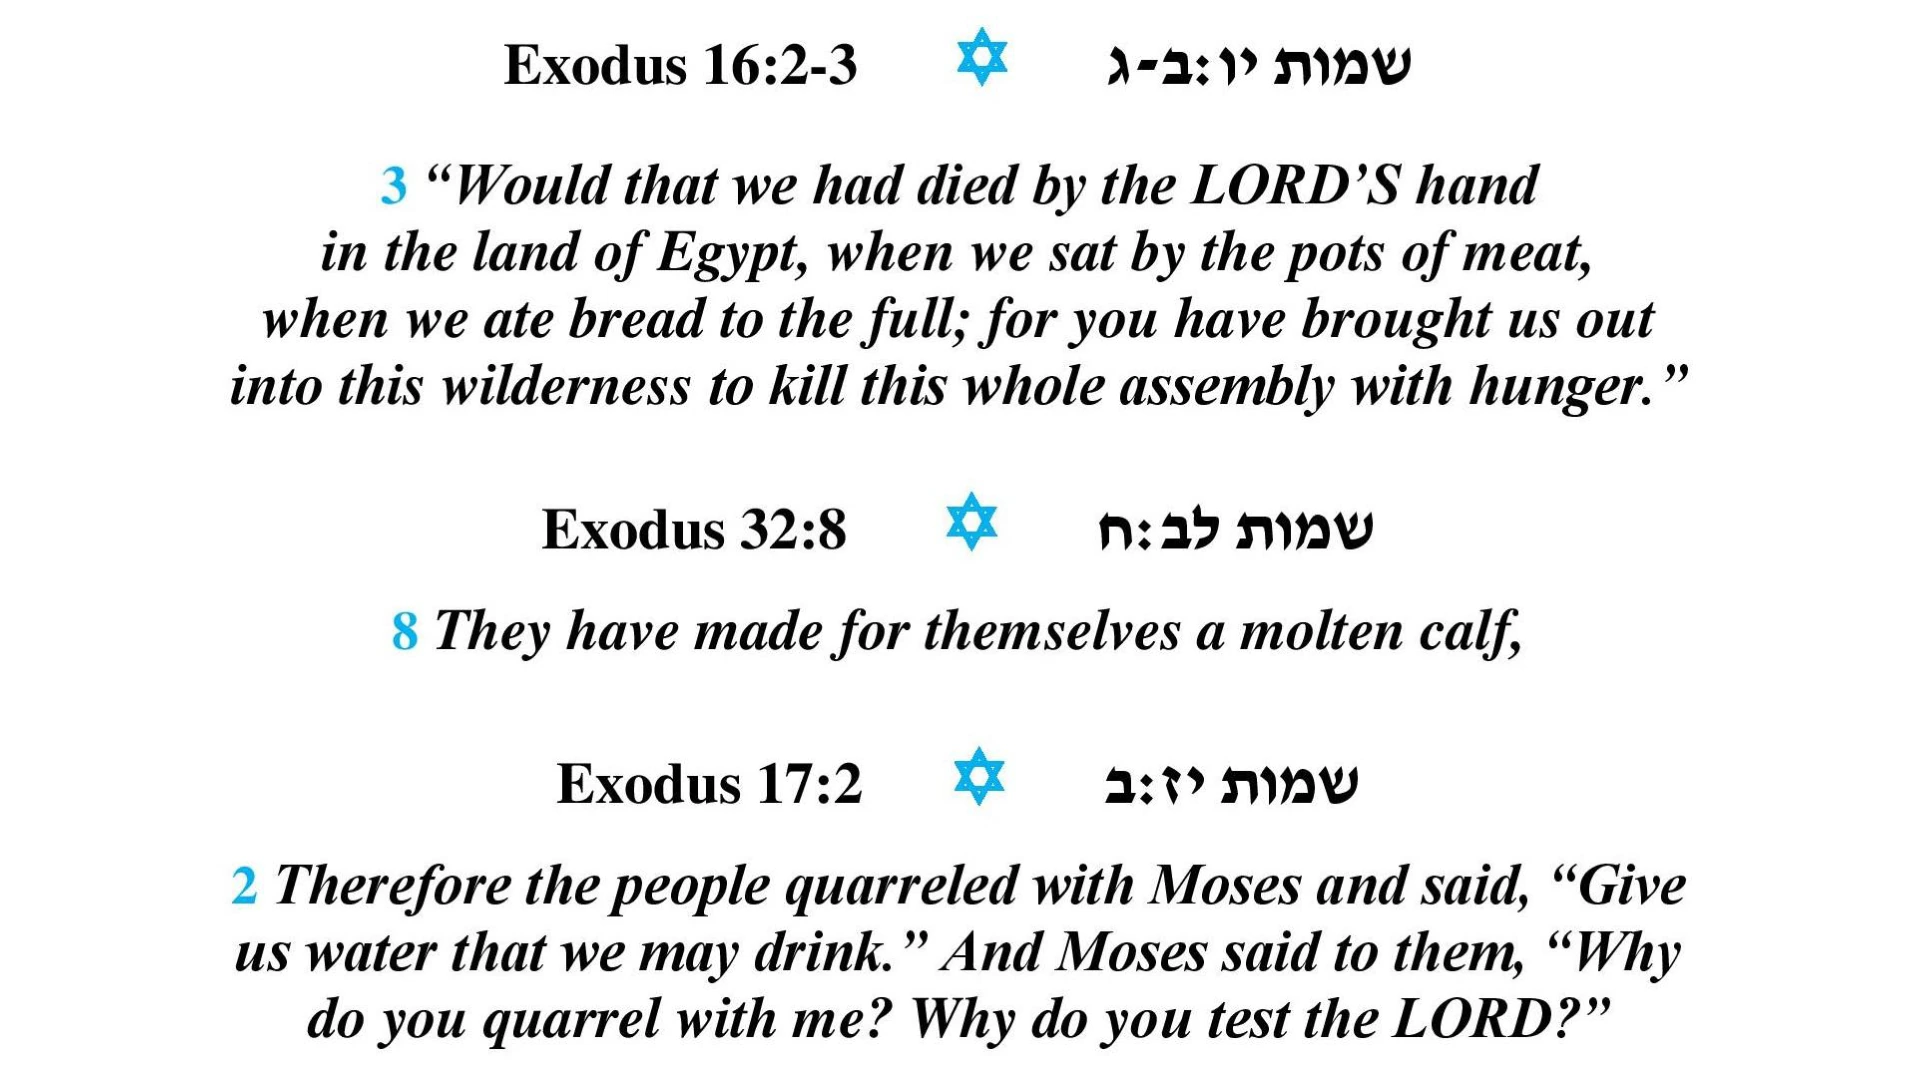 Exodus 16:2-3 ✡ שמות יו:ב-ג
3 “Would that we had died by the LORD’S hand
in the land of Egypt, when we sat by the pots of meat,
when we ate bread to the full; for you have brought us out
into this wilderness to kill this whole assembly with hunger.”
Exodus 32:8 ✡ שמות לב:ח
8 They have made for themselves a molten calf,
Exodus 17:2 ✡ שמות יז:ב
2 Therefore the people quarreled with Moses and said, “Give
us water that we may drink.” And Moses said to them, “Why
do you quarrel with me? Why do you test the LORD?”